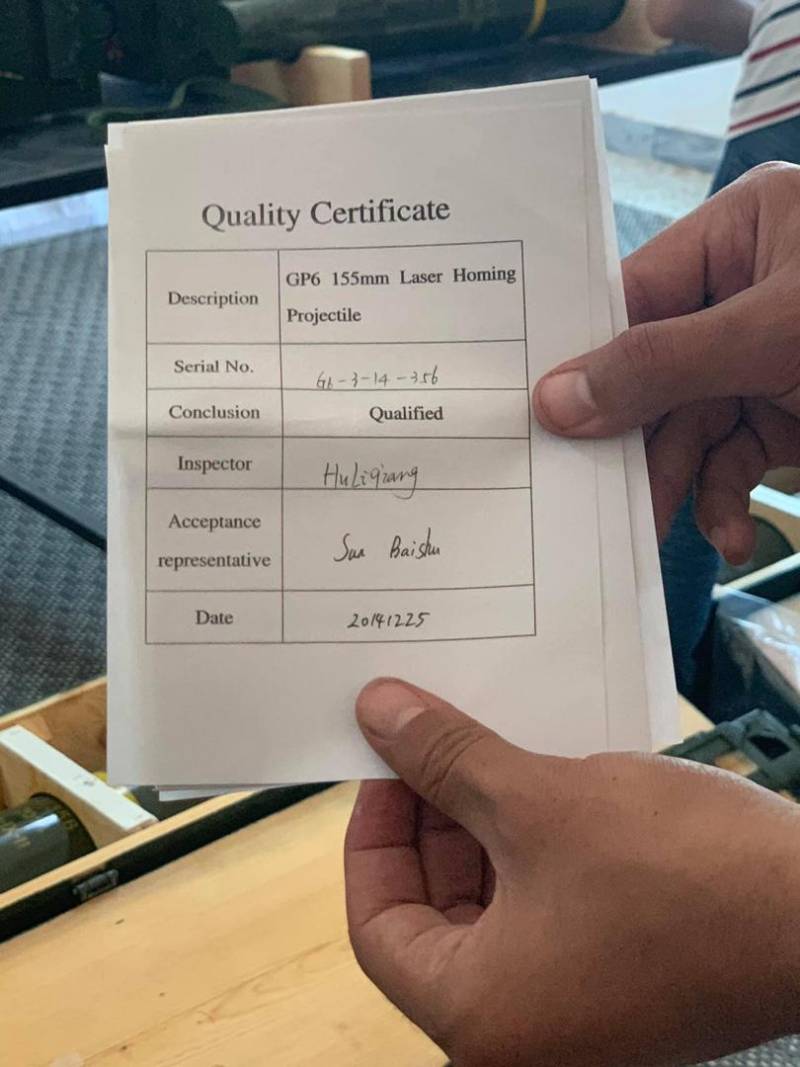 Quality Certificate
Description
GP6 155mm Laser Homing
Projectile
Serial No.
G6-3-14-356
Conclusion
Qualified
Inspector
HuLiqiang
Acceptance
representative
Sun Baishu
Date
20141225